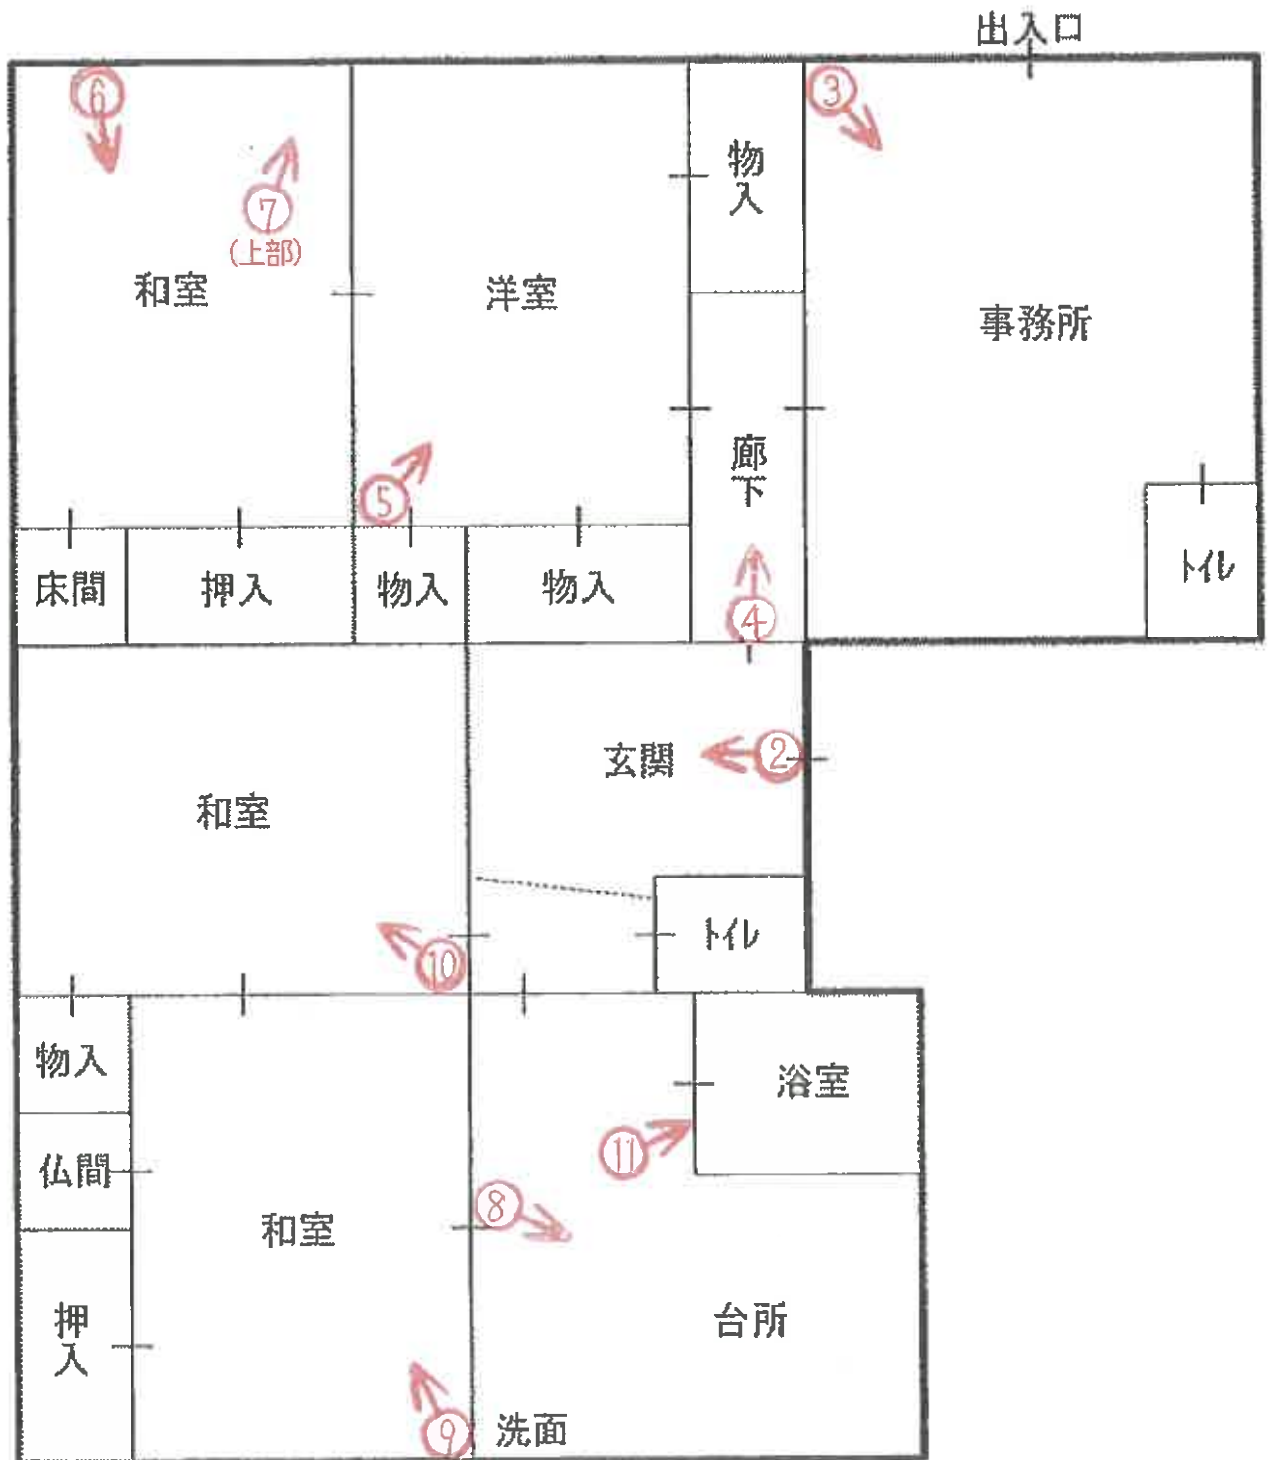 出入口
⑥
③
物入
⑦
(上部)
和室
洋室
事務所
廊下
⑤
トイレ
床間
押入
物入
物入
④
玄関
②
和室
トイレ
⑩
物入
浴室
⑪
仏間
⑧
和室
押入
台所
⑨
洗面